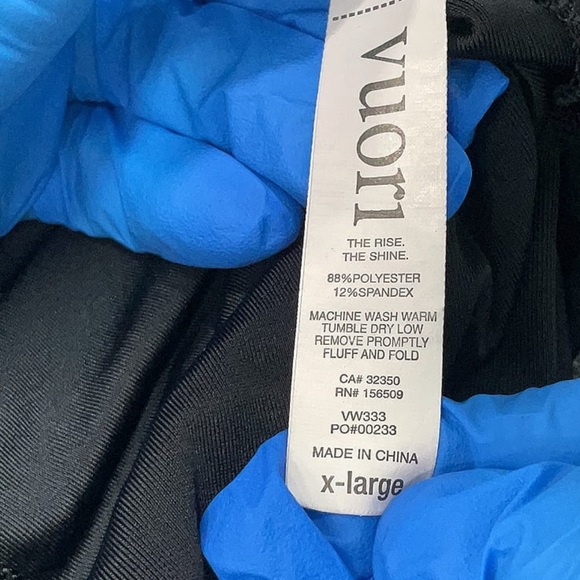 vuori
THE RISE.
THE SHINE.
88%POLYESTER
12%SPANDEX
MACHINE WASH WARM
TUMBLE DRY LOW
REMOVE PROMPTLY
FLUFF AND FOLD
CA# 32350
RN# 156509
VW333
PO#00233
MADE IN CHINA
x-large